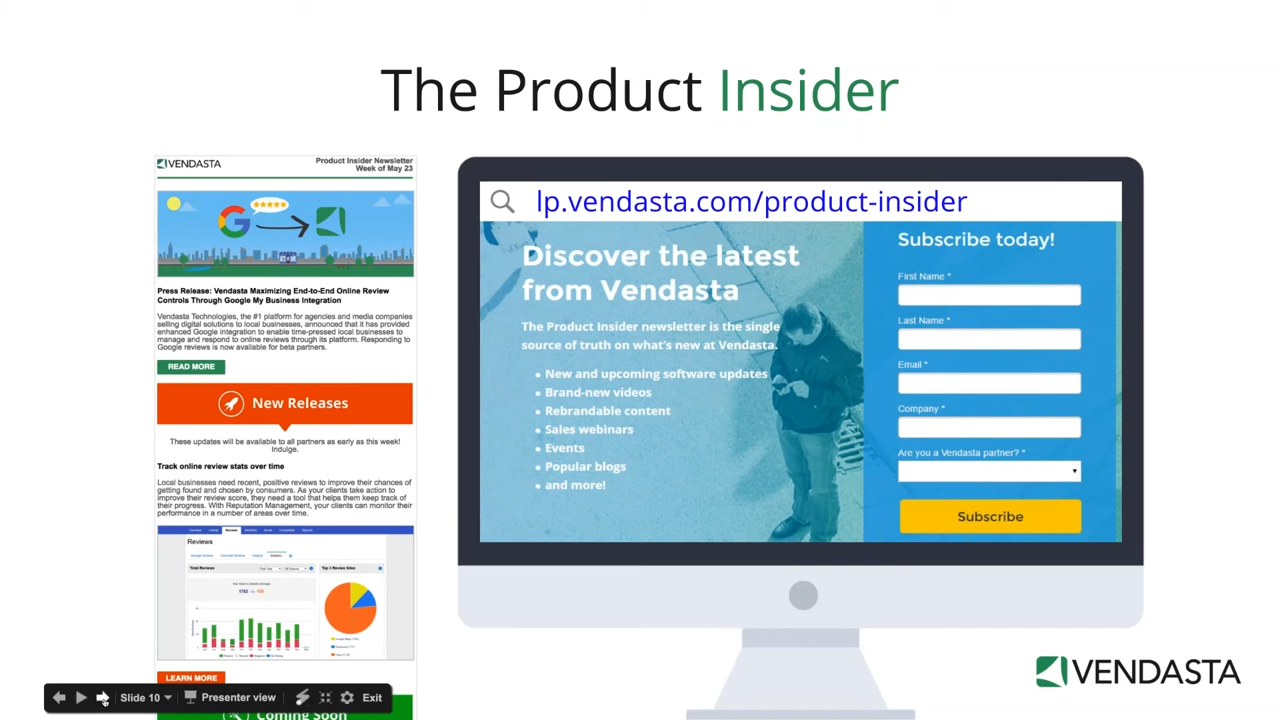 The Product Insider
VENDASTA
Product Insider Newsletter
Week of May 23
Press Release: Vendasta Maximizing End-to-End Online Review
Controls Through Google My Business Integration
Vendasta Technologies, the #1 platform for agencies and media companies
selling digital solutions to local businesses, announced that it has provided
enhanced Google integration to enable time-pressed local businesses to
manage and respond to online reviews through its platform. Responding to
Google reviews is now available for beta partners.
READ MORE
New Releases
These updates will be available to all partners as early as this week!
Indulge.
Track online review stats over time
Local businesses need recent, positive reviews to improve their chances of
getting found and chosen by consumers. As your clients take action to
improve their review score, they need a tool that helps them keep track of
their progress. With Reputation Management, your clients can monitor their
performance in a number of areas over time.
Reviews
Total Reviews
Top 3 Review Sites
LEARN MORE
Coming Soon
lp.vendasta.com/product-insider
Discover the latest
from Vendasta
The Product Insider newsletter is the single
source of truth on what's new at Vendasta.
• New and upcoming software updates
• Brand-new videos
• Rebrandable content
• Sales webinars
• Events
• Popular blogs
• and more!
Subscribe today!
First Name *
Last Name *
Email *
Company *
Are you a Vendasta partner? *
Subscribe
VENDASTA
Slide 10
Presenter view
Exit